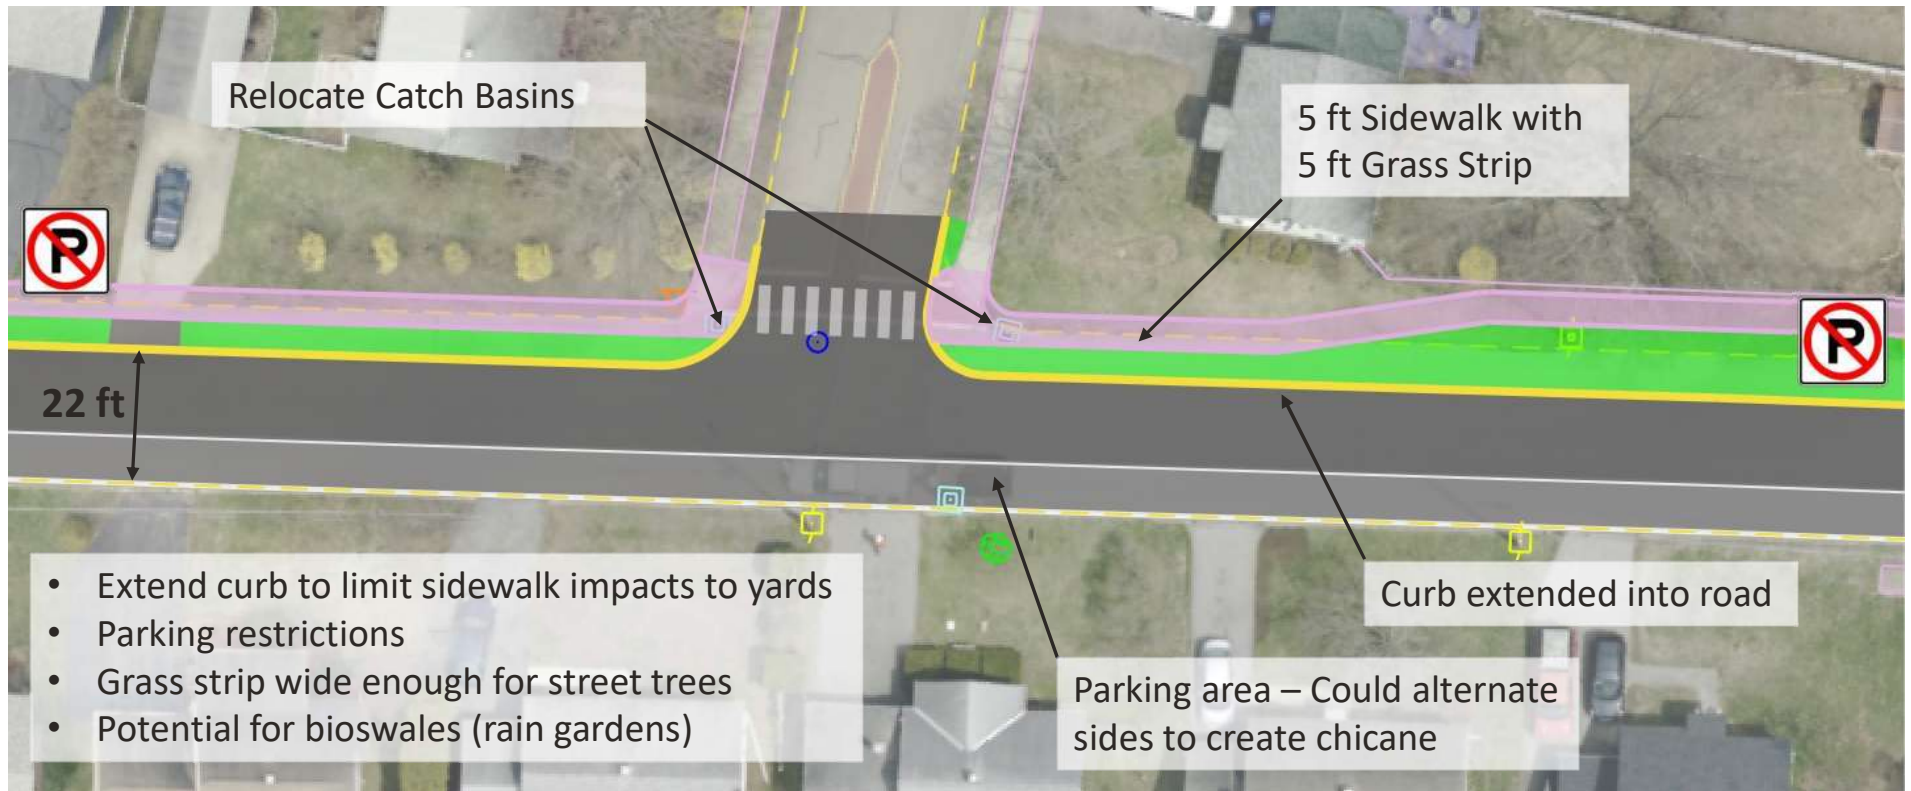 Relocate Catch Basins
5 ft Sidewalk with
5 ft Grass Strip
P
P
22 ft
• Extend curb to limit sidewalk impacts to yards
• Parking restrictions
• Grass strip wide enough for street trees
• Potential for bioswales (rain gardens)
Curb extended into road
Parking area – Could alternate
sides to create chicane